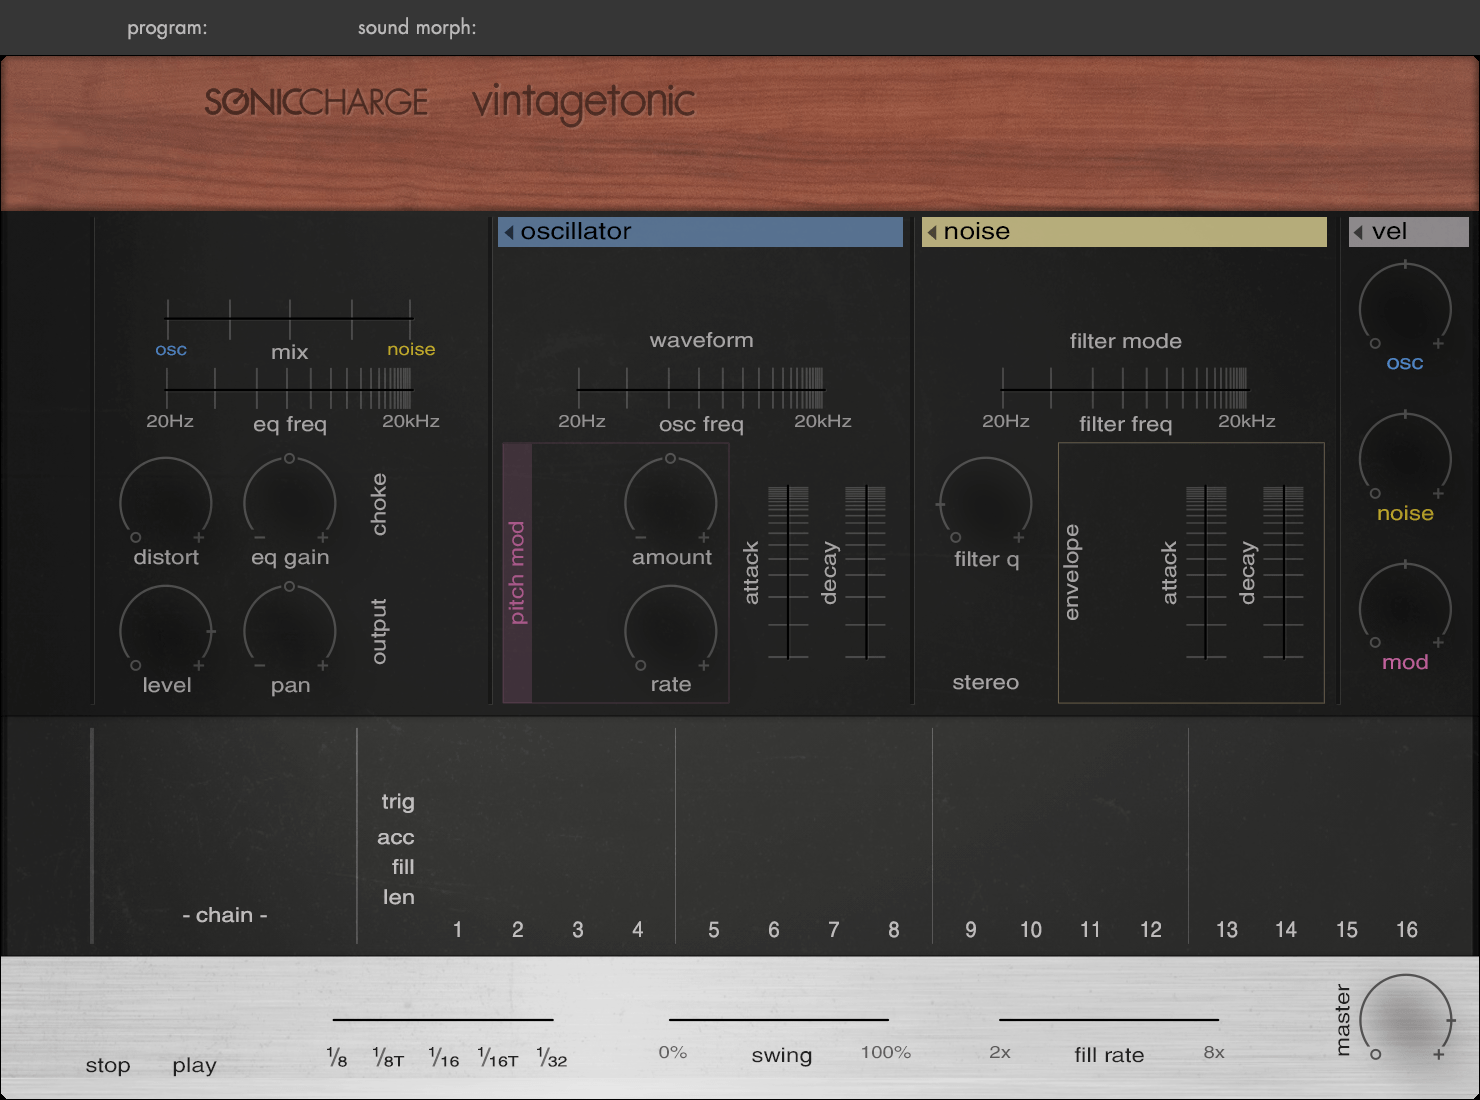 program: sound morph:
SONICCHARGE vintagetonic
oscillator
noise
vel
osc mix noise
20Hz eq freq 20kHz
distort eq gain choke
level pan output
waveform
20Hz osc freq 20kHz
pitch mod
amount
rate
attack decay
filter mode
20Hz filter freq 20kHz
filter q
stereo
envelope
attack decay
osc
noise
mod
trig
acc
fill
len
- chain -
1 2 3 4 5 6 7 8 9 10 11 12 13 14 15 16
stop play
1/8 1/8T 1/16 1/16T 1/32
0% swing 100%
2x fill rate 8x
master